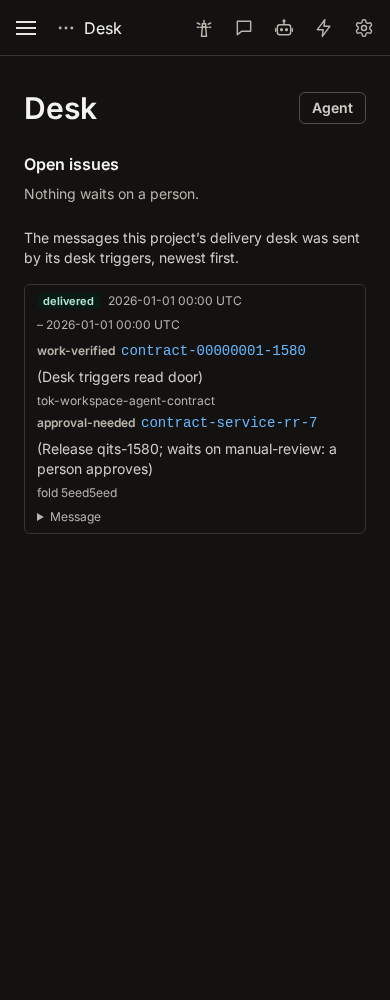 Desk
Desk
Agent
Open issues
Nothing waits on a person.
The messages this project’s delivery desk was sent
by its desk triggers, newest first.
delivered 2026-01-01 00:00 UTC
– 2026-01-01 00:00 UTC
work-verified contract-00000001-1580
(Desk triggers read door)
tok-workspace-agent-contract
approval-needed contract-service-rr-7
(Release qits-1580; waits on manual-review: a
person approves)
fold 5eed5eed
Message